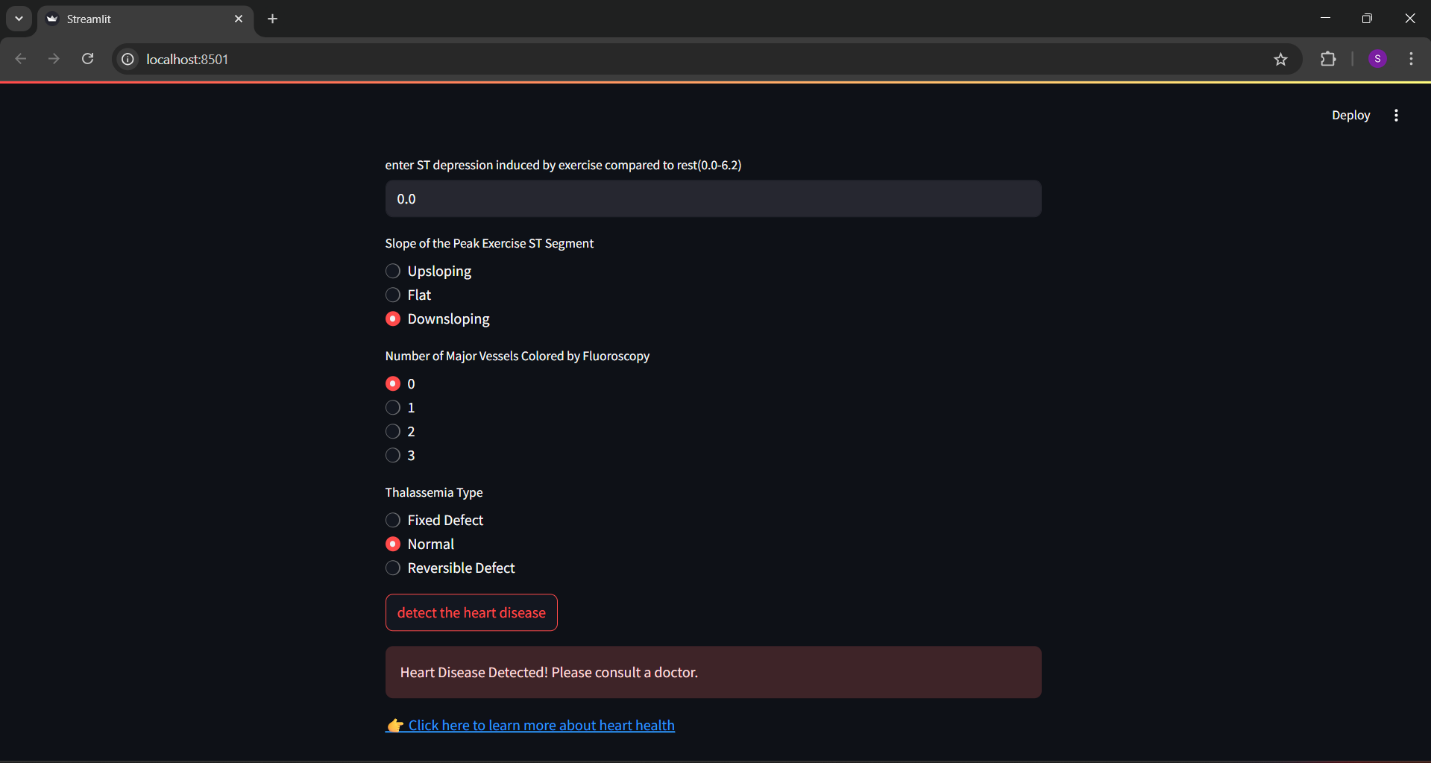 Streamlit
localhost:8501
S
Deploy
enter ST depression induced by exercise compared to rest(0.0-6.2)
0.0
Slope of the Peak Exercise ST Segment
Upsloping
Flat
Downsloping
Number of Major Vessels Colored by Fluoroscopy
0
1
2
3
Thalassemia Type
Fixed Defect
Normal
Reversible Defect
detect the heart disease
Heart Disease Detected! Please consult a doctor.
👉 Click here to learn more about heart health